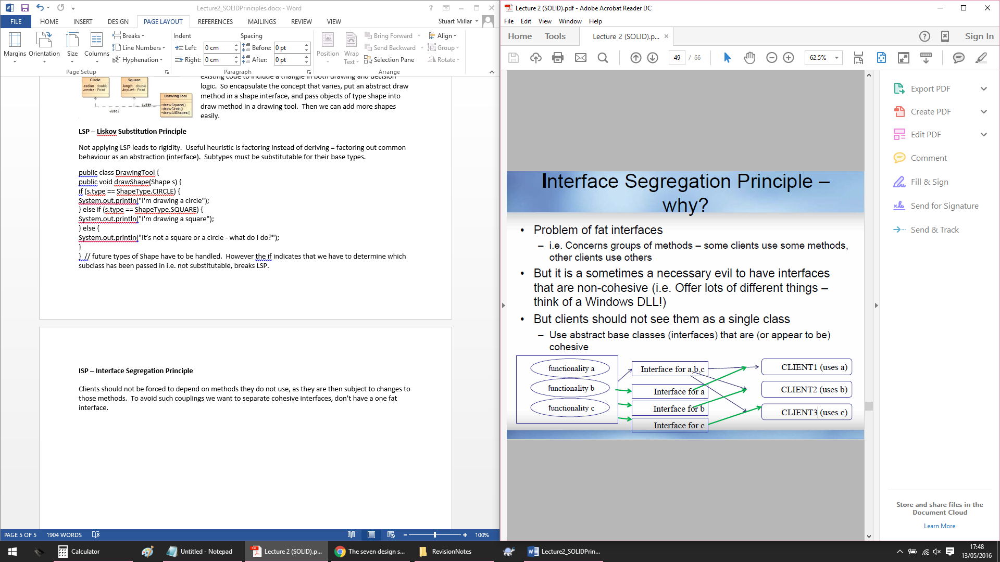 Lecture2_SOLIDPrinciples.docx - Word
FILE HOME INSERT DESIGN PAGE LAYOUT REFERENCES MAILINGS REVIEW VIEW
Stuart Millar
Margins
Orientation
Size
Columns
Breaks
Line Numbers
Hyphenation
Page Setup
Indent
Left: 0 cm
Right: 0 cm
Spacing
Before: 0 pt
After: 0 pt
Paragraph
Position
Wrap Text
Bring Forward
Send Backward
Selection Pane
Align
Group
Rotate
Arrange
Circle
-radius : double
-centre : Point
Square
-length : double
-topLeft : Point
DrawingTool
+drawSquare()
+drawCircle()
+drawAllShapes()
«use»
«use»
existing code to include a triangle in both drawing and decision
logic. So encapsulate the concept that varies, put an abstract draw
method in a shape interface, and pass objects of type shape into
draw method in a drawing tool. Then we can add more shapes
easily.
LSP – Liskov Substitution Principle
Not applying LSP leads to rigidity. Useful heuristic is factoring instead of deriving = factoring out common
behaviour as an abstraction (interface). Subtypes must be substitutable for their base types.
public class DrawingTool {
public void drawShape(Shape s) {
if (s.type == ShapeType.CIRCLE) {
System.out.println("I'm drawing a circle");
} else if (s.type == ShapeType.SQUARE) {
System.out.println("I'm drawing a square");
} else {
System.out.println("It's not a square or a circle - what do I do?");
}
} // future types of Shape have to be handled. However the if indicates that we have to determine which
subclass has been passed in i.e. not substitutable, breaks LSP.
ISP – Interface Segregation Principle
Clients should not be forced to depend on methods they do not use, as they are then subject to changes to
those methods. To avoid such couplings we want to separate cohesive interfaces, don't have a one fat
interface.
PAGE 5 OF 5 1904 WORDS
100%
Lecture 2 (SOLID).pdf - Adobe Acrobat Reader DC
File Edit View Window Help
Home Tools Lecture 2 (SOLID).p... Sign In
49 / 66
62.5%
Interface Segregation Principle –
why?
• Problem of fat interfaces
– i.e. Concerns groups of methods – some clients use some methods,
other clients use others
• But it is a sometimes a necessary evil to have interfaces
that are non-cohesive (i.e. Offer lots of different things –
think of a Windows DLL!)
• But clients should not see them as a single class
– Use abstract base classes (interfaces) that are (or appear to be)
cohesive
functionality a
functionality b
functionality c
Interface for a,b,c
Interface for a
Interface for b
Interface for c
CLIENT1 (uses a)
CLIENT2 (uses b)
CLIENT3 (uses c)
Export PDF
Create PDF
Edit PDF
Comment
Fill & Sign
Send for Signature
Send & Track
Store and share files in the
Document Cloud
Learn More
Calculator
Untitled - Notepad
Lecture 2 (SOLID).p...
The seven design s...
RevisionNotes
Lecture2_SOLIDPrin...
17:48
13/05/2016